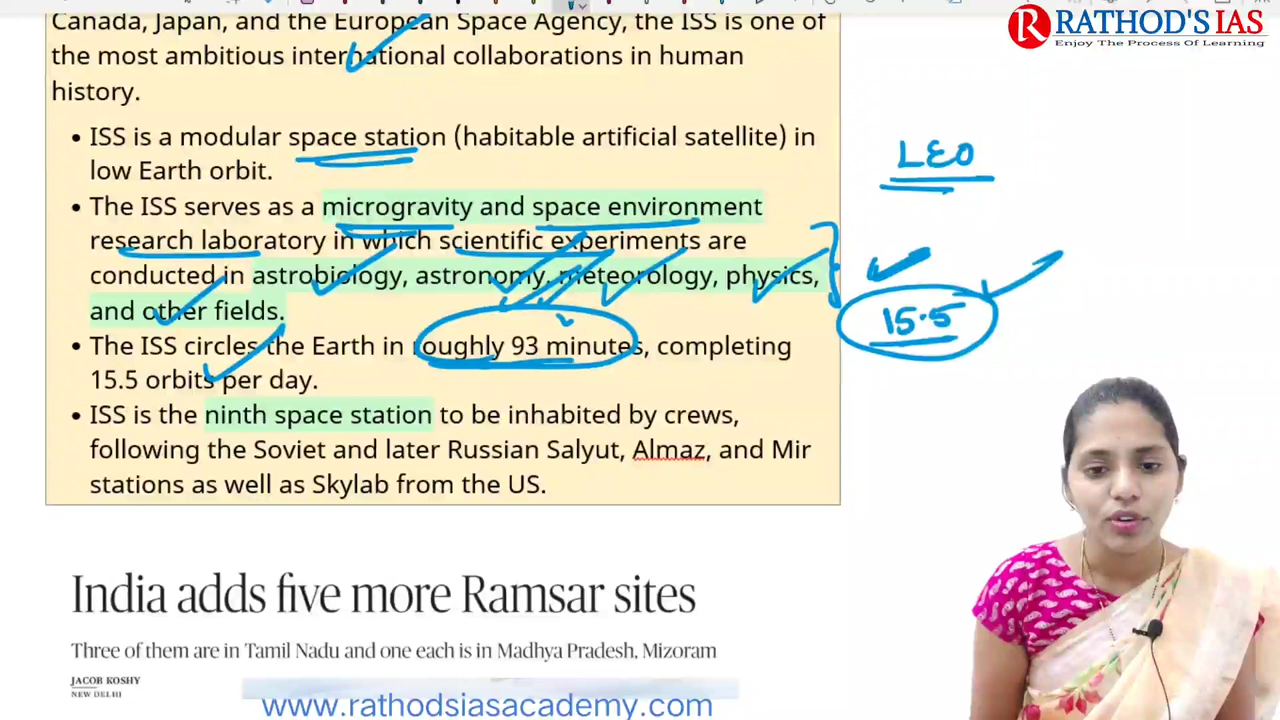 Canada, Japan, and the European Space Agency, the ISS is one of
the most ambitious international collaborations in human
history.
• ISS is a modular space station (habitable artificial satellite) in
low Earth orbit.
• The ISS serves as a microgravity and space environment
research laboratory in which scientific experiments are
conducted in astrobiology, astronomy, meteorology, physics,
and other fields.
• The ISS circles the Earth in roughly 93 minutes, completing
15.5 orbits per day.
• ISS is the ninth space station to be inhabited by crews,
following the Soviet and later Russian Salyut, Almaz, and Mir
stations as well as Skylab from the US.
LEO
15.5
R RATHOD'S IAS
Enjoy The Process Of Learning
India adds five more Ramsar sites
Three of them are in Tamil Nadu and one each is in Madhya Pradesh, Mizoram
JACOB KOSHY
NEW DELHI
www.rathodsiasacademy.com